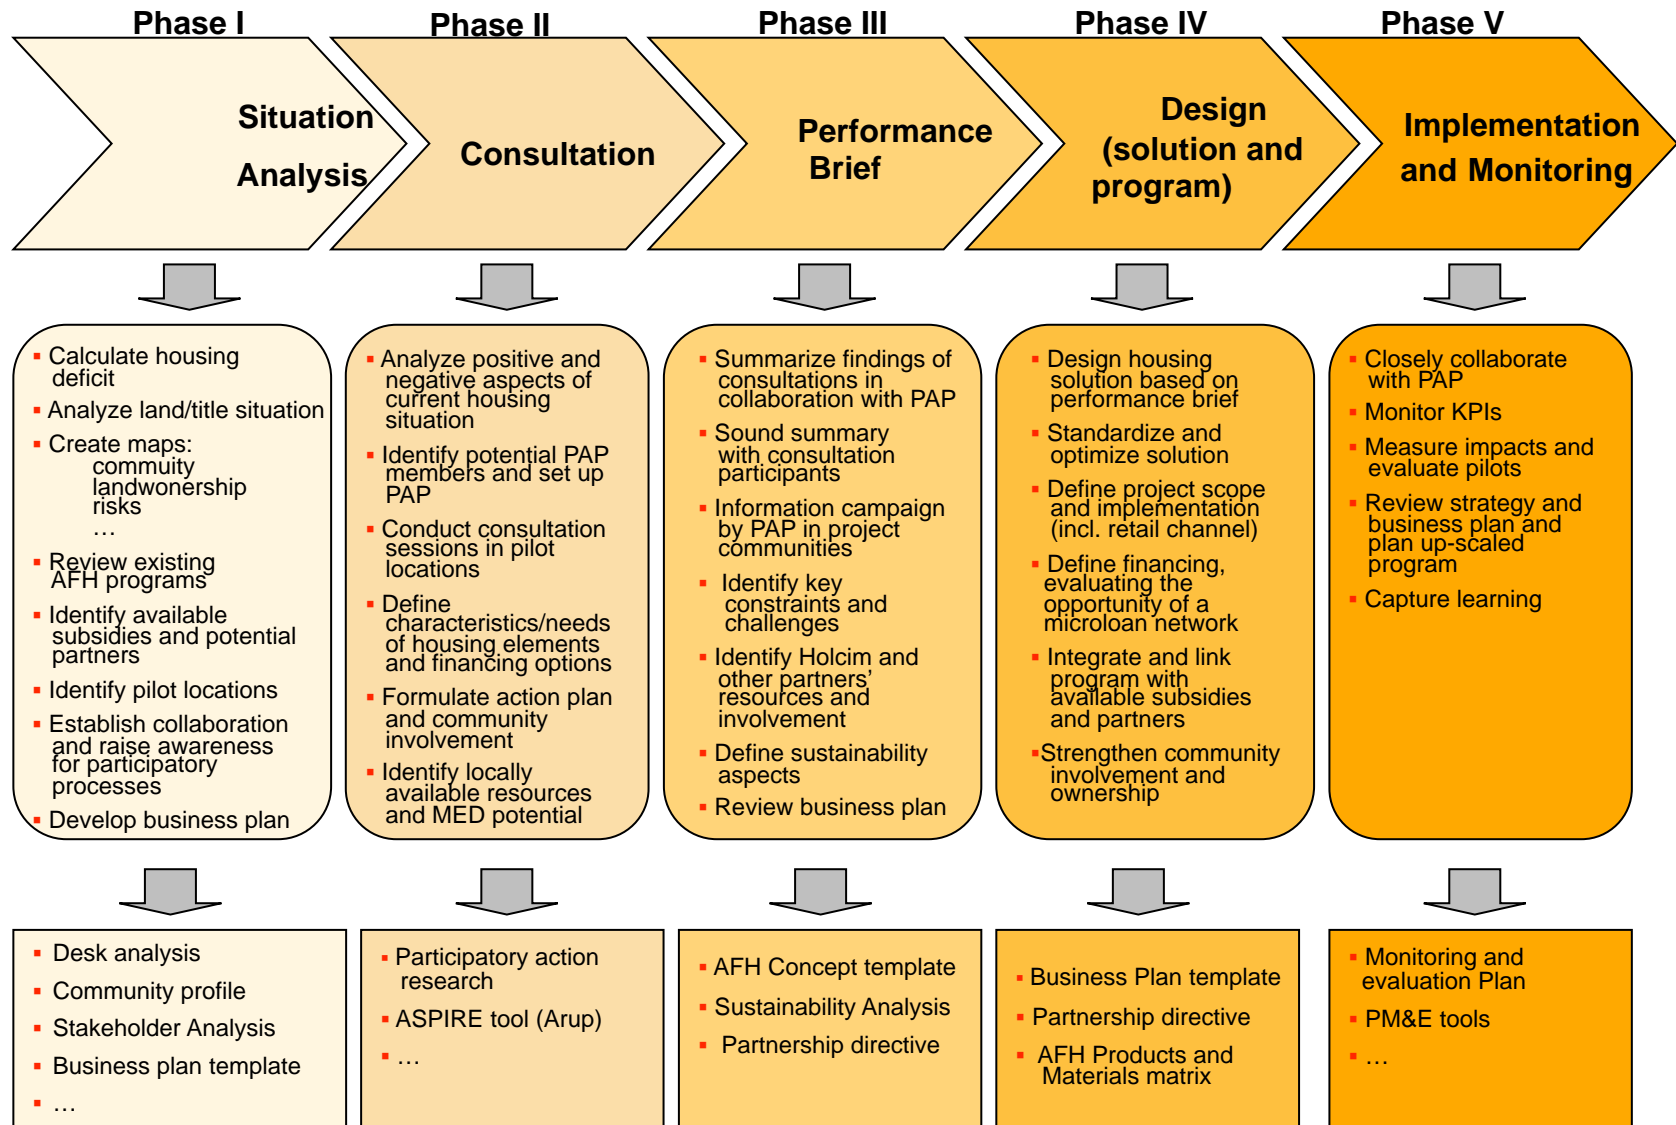 Phase I
Phase II
Phase III
Phase IV
Phase V
Situation
Analysis
Consultation
Performance
Brief
Design
(solution and
program)
Implementation
and Monitoring
▪ Calculate housing
deficit
▪ Analyze land/title situation
▪ Create maps:
commuity
landwonership
risks
…
▪ Review existing
AFH programs
▪ Identify available
subsidies and potential
partners
▪ Identify pilot locations
▪ Establish collaboration
and raise awareness
for participatory
processes
▪ Develop business plan
▪ Analyze positive and
negative aspects of
current housing
situation
▪ Identify potential PAP
members and set up
PAP
▪ Conduct consultation
sessions in pilot
locations
▪ Define
characteristics/needs
of housing elements
and financing options
▪ Formulate action plan
and community
involvement
▪ Identify locally
available resources
and MED potential
▪ Summarize findings of
consultations in
collaboration with PAP
▪ Sound summary
with consultation
participants
▪ Information campaign
by PAP in project
communities
▪ Identify key
constraints and
challenges
▪ Identify Holcim and
other partners’
resources and
involvement
▪ Define sustainability
aspects
▪ Review business plan
▪ Design housing
solution based on
performance brief
▪ Standardize and
optimize solution
▪ Define project scope
and implementation
(incl. retail channel)
▪ Define financing,
evaluating the
opportunity of a
microloan network
▪ Integrate and link
program with
available subsidies
and partners
▪Strengthen community
involvement and
ownership
▪ Closely collaborate
with PAP
▪ Monitor KPIs
▪ Measure impacts and
evaluate pilots
▪ Review strategy and
business plan and
plan up-scaled
program
▪ Capture learning
▪ Desk analysis
▪ Community profile
▪ Stakeholder Analysis
▪ Business plan template
▪ …
▪ Participatory action
research
▪ ASPIRE tool (Arup)
▪ …
▪ AFH Concept template
▪ Sustainability Analysis
▪ Partnership directive
▪ Business Plan template
▪ Partnership directive
▪ AFH Products and
Materials matrix
▪ Monitoring and
evaluation Plan
▪ PM&E tools
▪ …